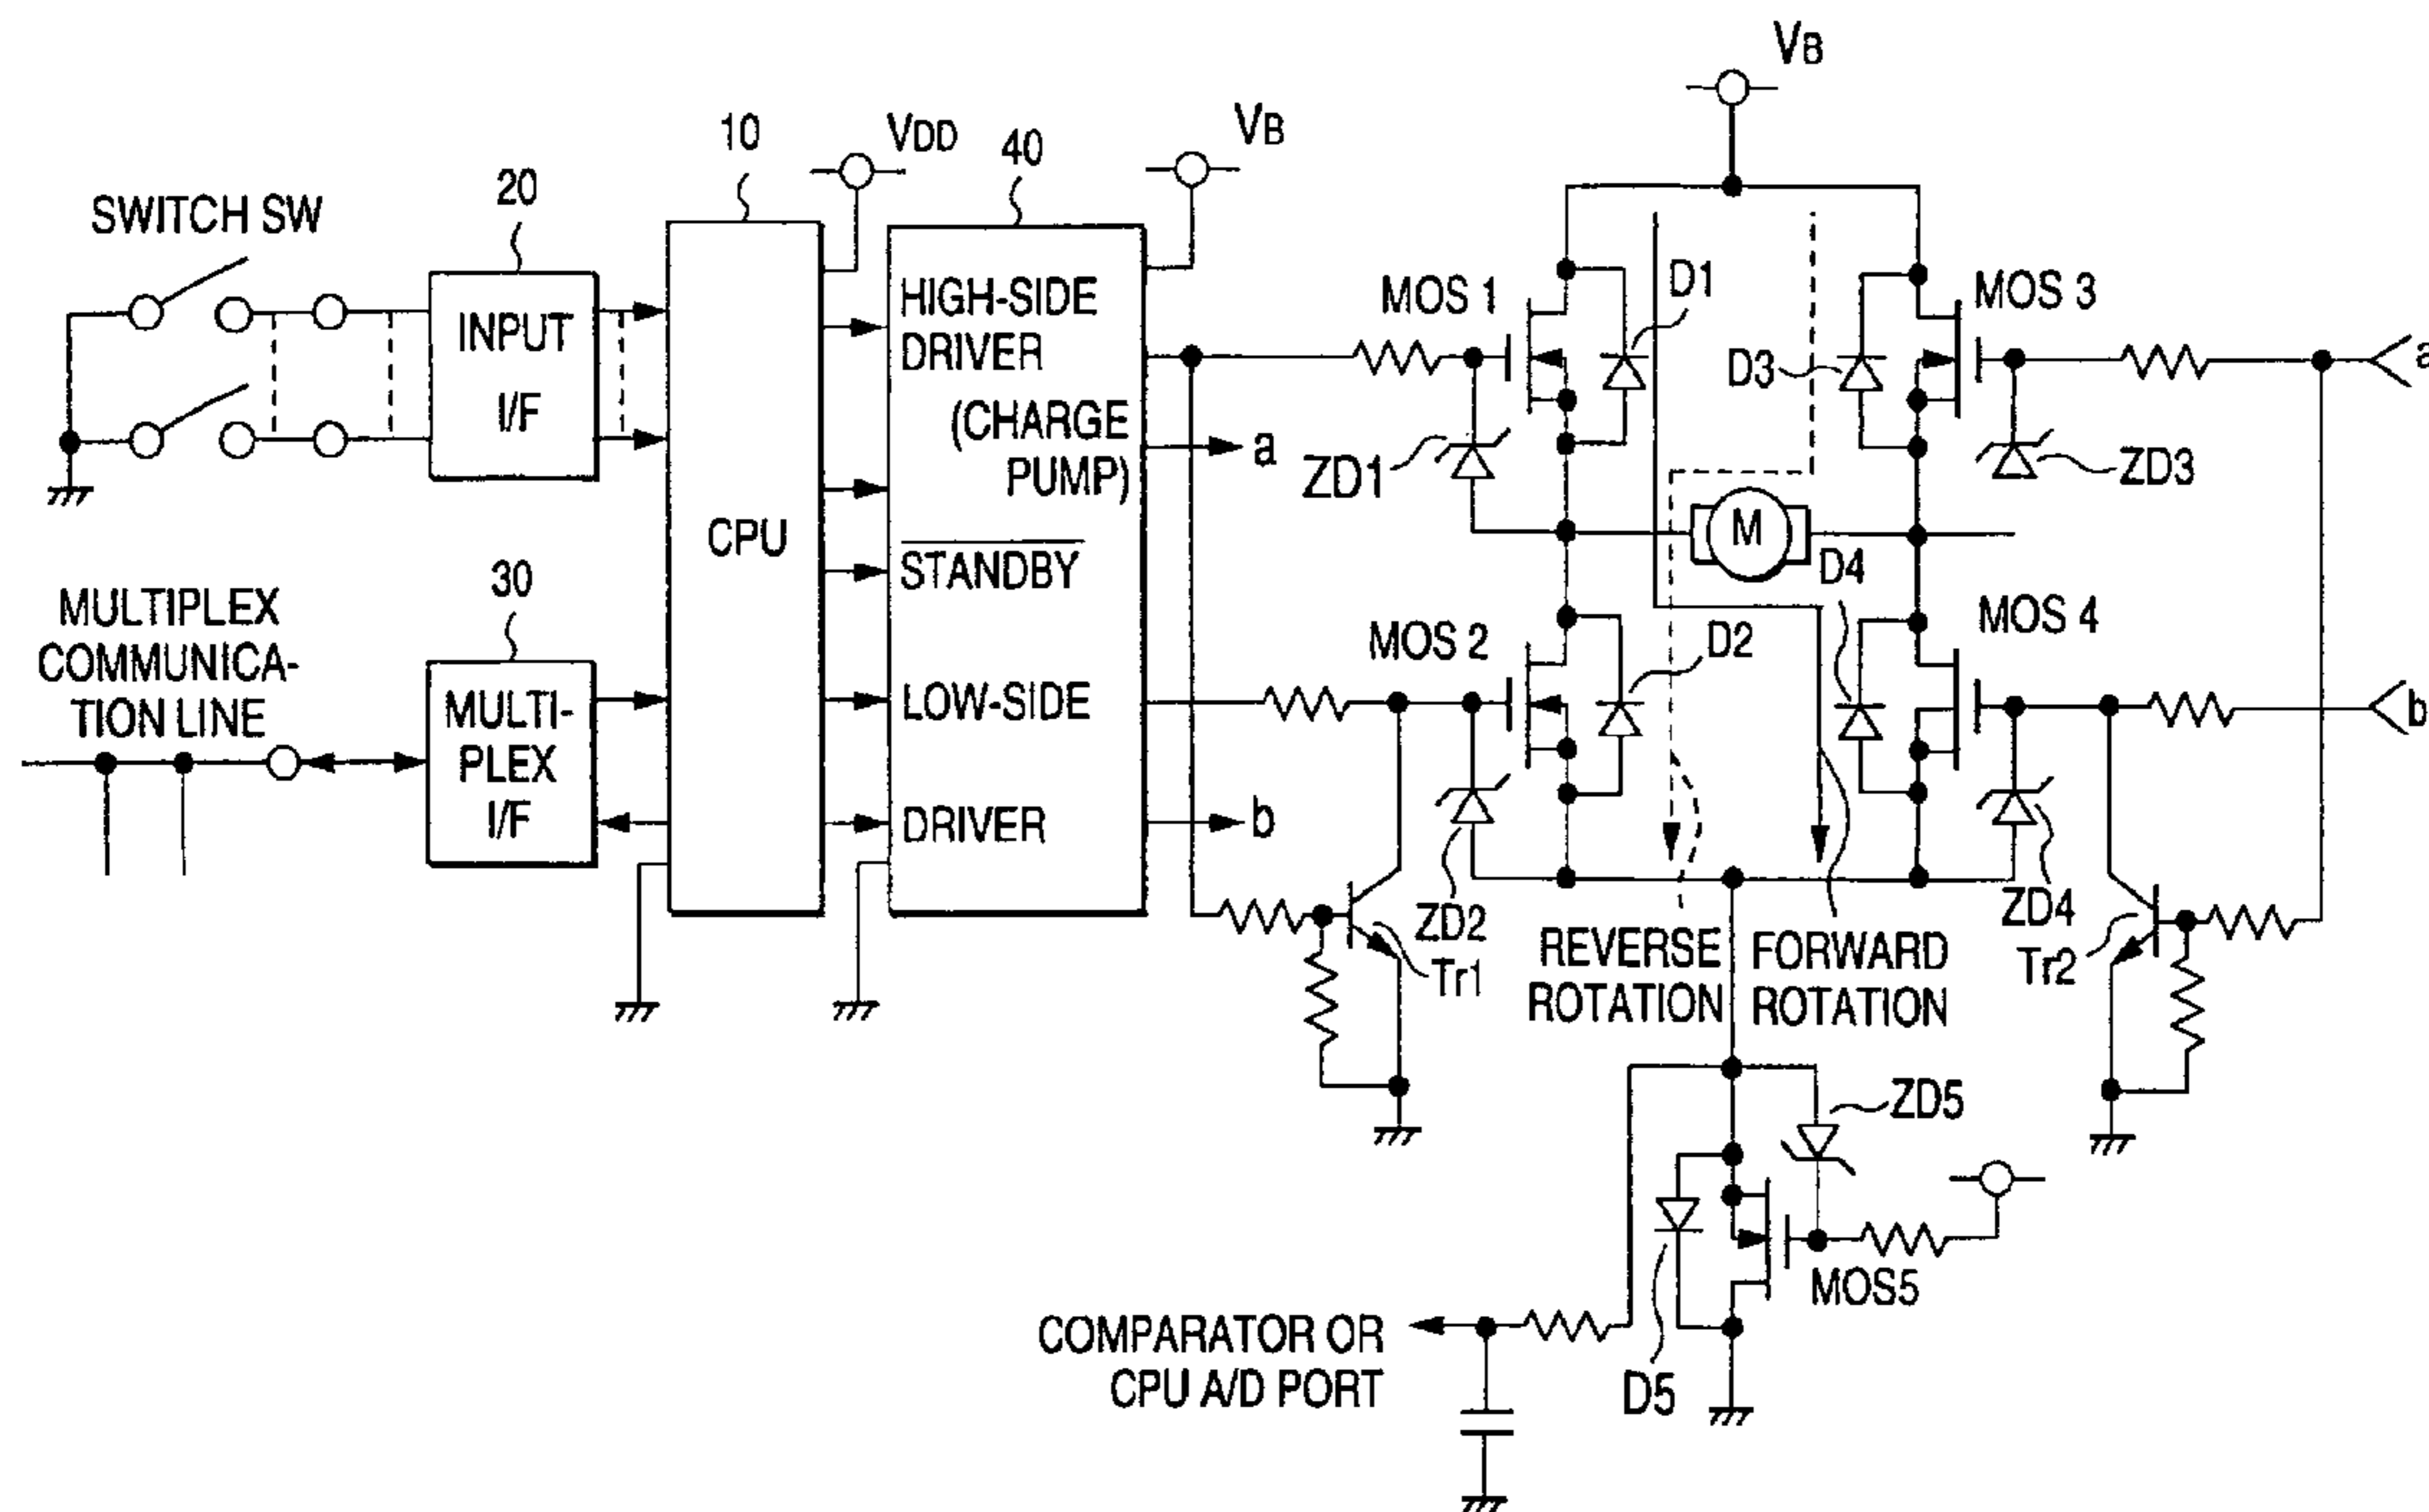 VB
10
VDD
40
VB
SWITCH SW
20
INPUT
I/F
CPU
HIGH-SIDE
DRIVER
(CHARGE
PUMP)
STANDBY
LOW-SIDE
DRIVER
a
b
MULTIPLEX
COMMUNICA-
TION LINE
30
MULTI-
PLEX
I/F
MOS 1
D1
MOS 3
D3
a
ZD1
ZD3
M
D4
MOS 2
D2
MOS 4
b
ZD2
Tr1
REVERSE
ROTATION
FORWARD
ROTATION
ZD4
Tr2
ZD5
MOS5
D5
COMPARATOR OR
CPU A/D PORT